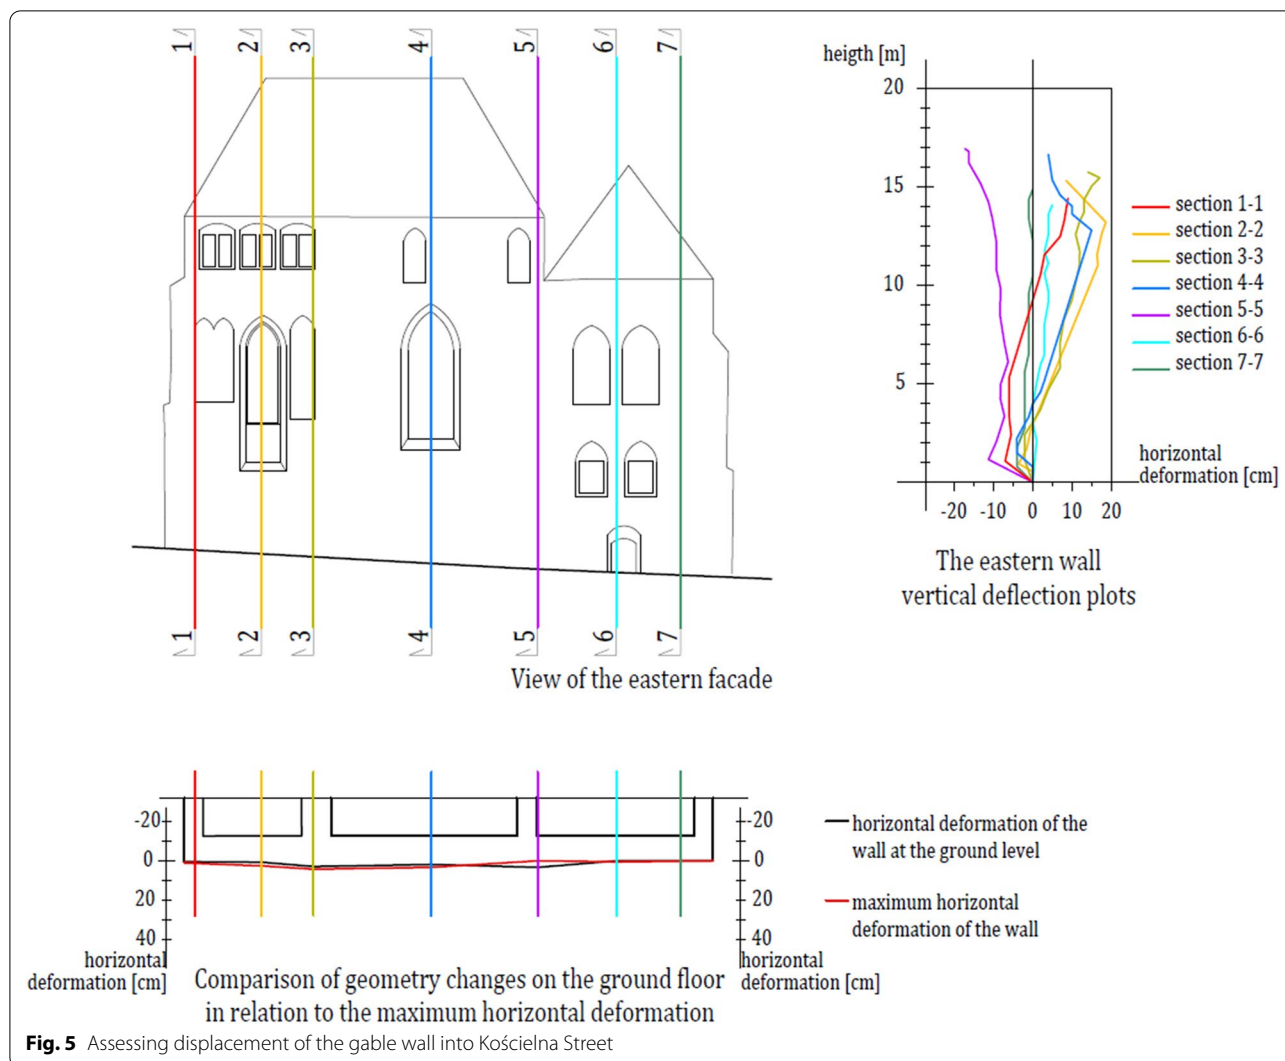 1 2 3 4 5 6 7
heigth [m]
20
15
10
5
-20 -10 0 10 20
horizontal
deformation [cm]
section 1-1
section 2-2
section 3-3
section 4-4
section 5-5
section 6-6
section 7-7
The eastern wall
vertical deflection plots
1 2 3 4 5 6 7
View of the eastern facade
-20
0
20
40
horizontal
deformation [cm]
-20
0
20
40
horizontal
deformation [cm]
horizontal deformation of the
wall at the ground level
maximum horizontal
deformation of the wall
Comparison of geometry changes on the ground floor
in relation to the maximum horizontal deformation
Fig. 5 Assessing displacement of the gable wall into Kościelna Street